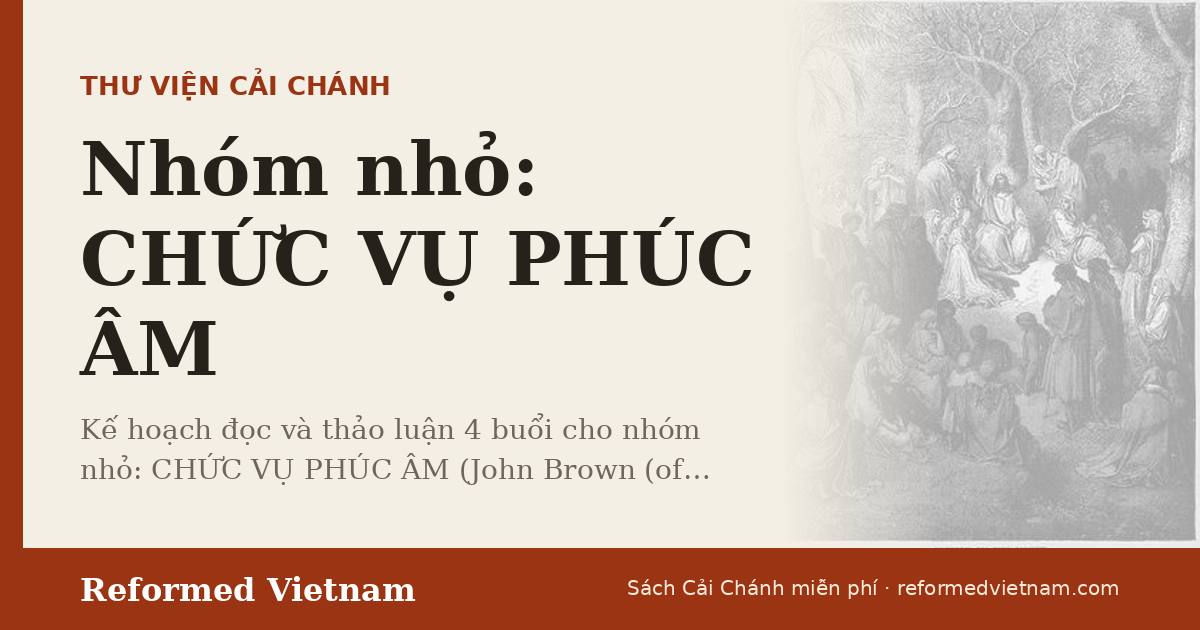 THƯ VIỆN CẢI CHÁNH
Nhóm nhỏ:
CHỨC VỤ PHÚC
ÂM
Kế hoạch đọc và thảo luận 4 buổi cho nhóm
nhỏ: CHỨC VỤ PHÚC ÂM (John Brown (of...
Reformed Vietnam
Sách Cải Chánh miễn phí · reformedvietnam.com